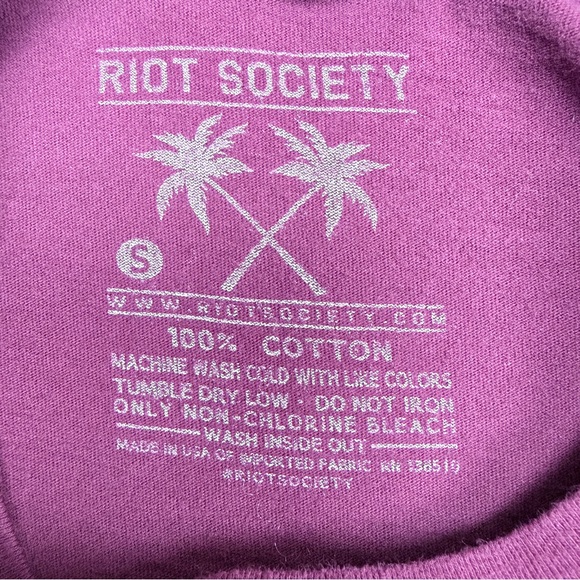 RIOT SOCIETY
S
WWW.RIOTSOCIETY.COM
100% COTTON
MACHINE WASH COLD WITH LIKE COLORS
TUMBLE DRY LOW - DO NOT IRON
ONLY NON-CHLORINE BLEACH
WASH INSIDE OUT
MADE IN USA OF IMPORTED FABRIC RN 138519
#RIOTSOCIETY